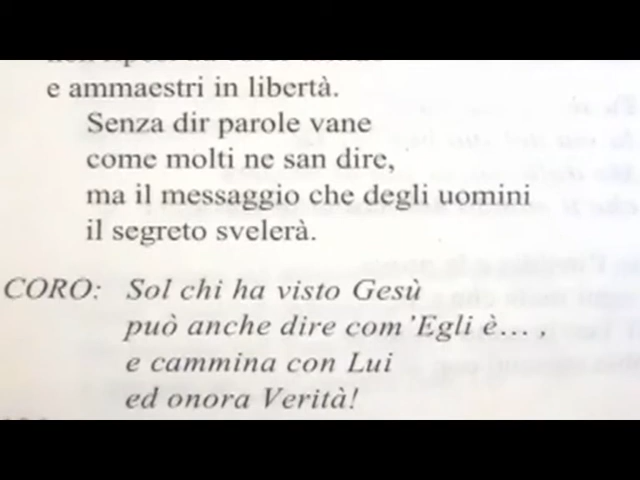 e ammaestri in libertà.
Senza dir parole vane
come molti ne san dire,
ma il messaggio che degli uomini
il segreto svelerà.
CORO: Sol chi ha visto Gesù
può anche dire com'Egli è... ,
e cammina con Lui
ed onora Verità!